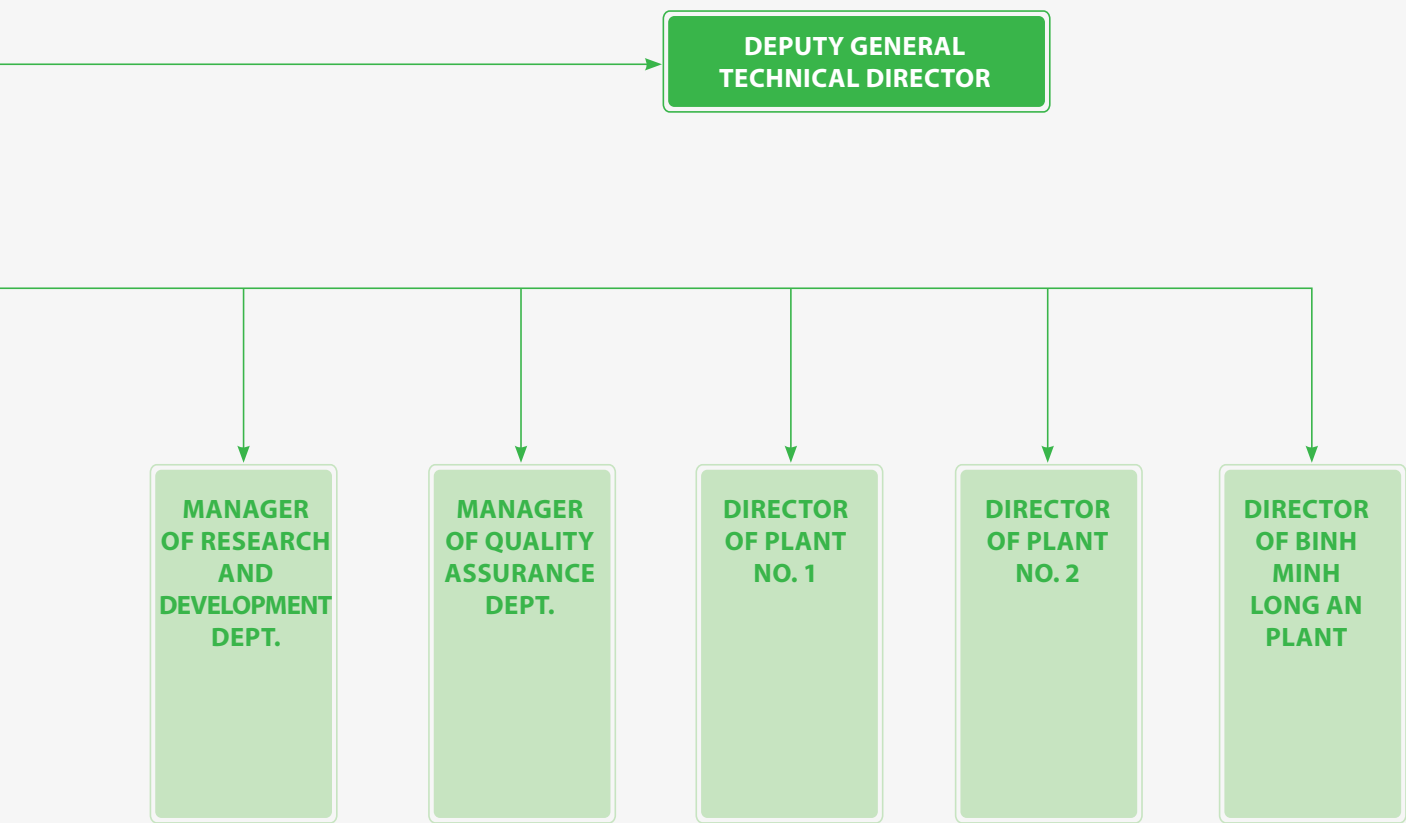 DEPUTY GENERAL
TECHNICAL DIRECTOR
MANAGER
OF RESEARCH
AND
DEVELOPMENT
DEPT.
MANAGER
OF QUALITY
ASSURANCE
DEPT.
DIRECTOR
OF PLANT
NO. 1
DIRECTOR
OF PLANT
NO. 2
DIRECTOR
OF BINH
MINH
LONG AN
PLANT